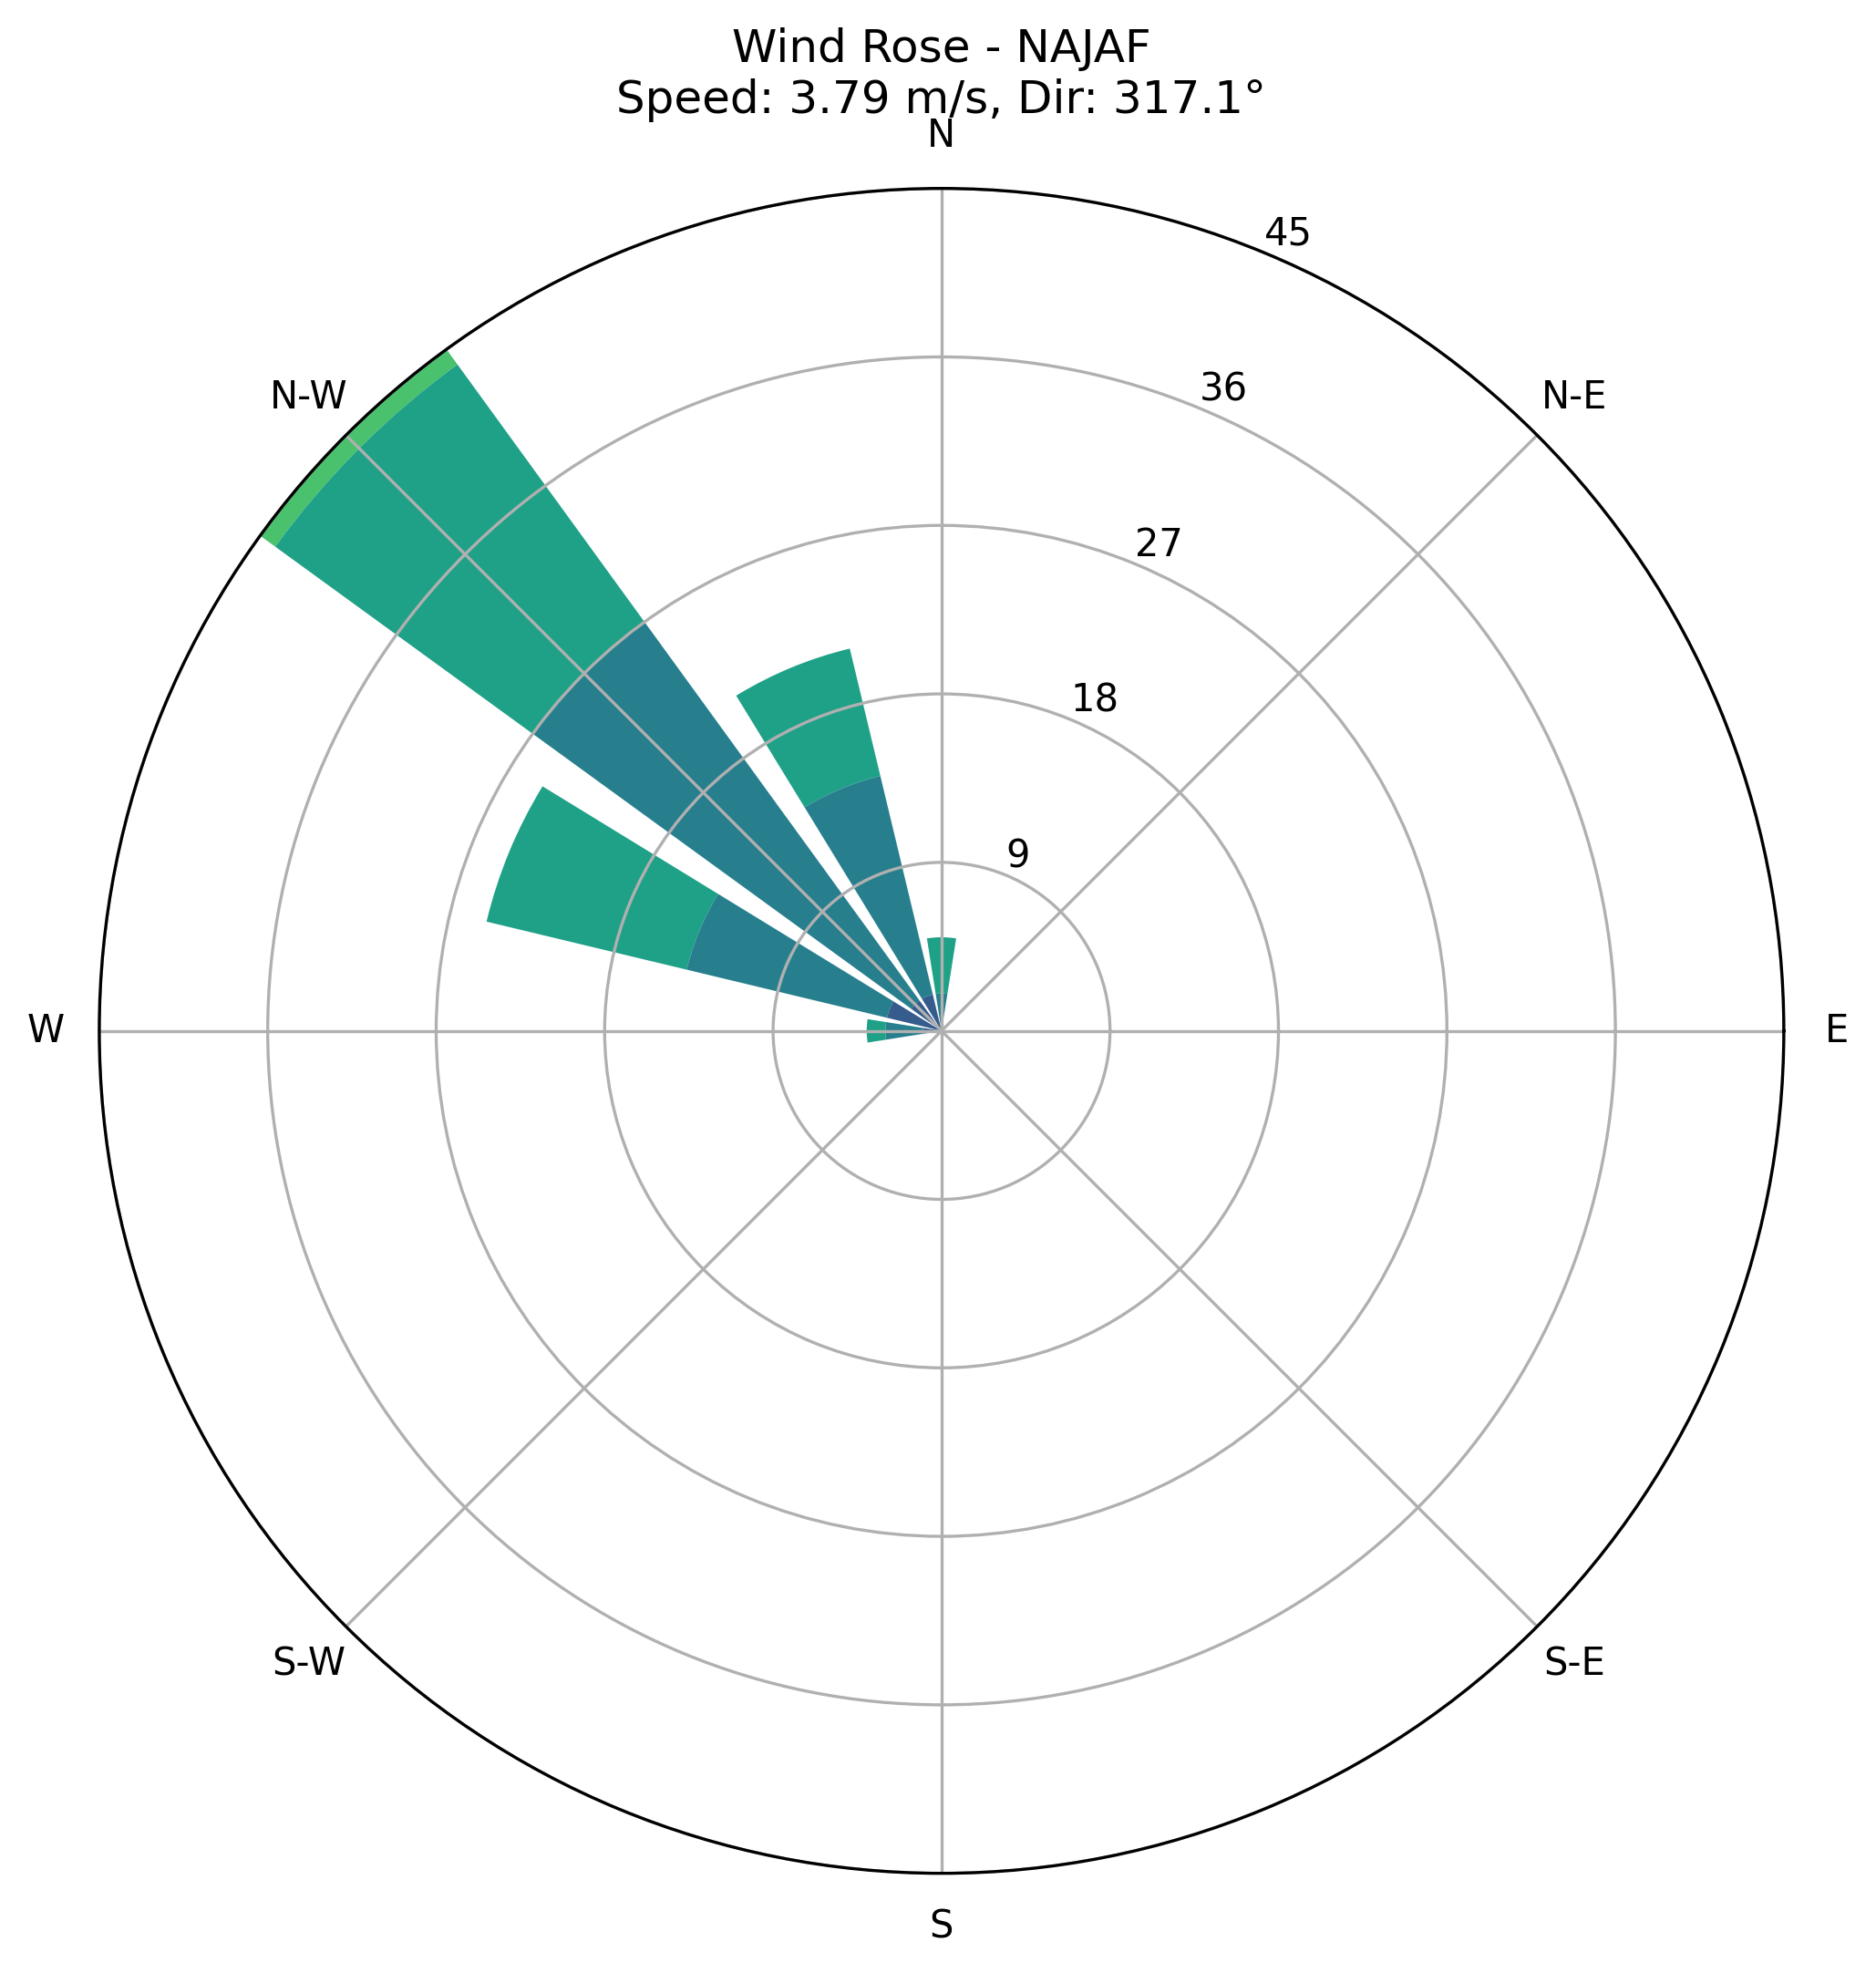 Wind Rose - NAJAF
Speed: 3.79 m/s, Dir: 317.1°
N
45
N-W
36
N-E
27
18
9
W
E
S-W
S-E
S